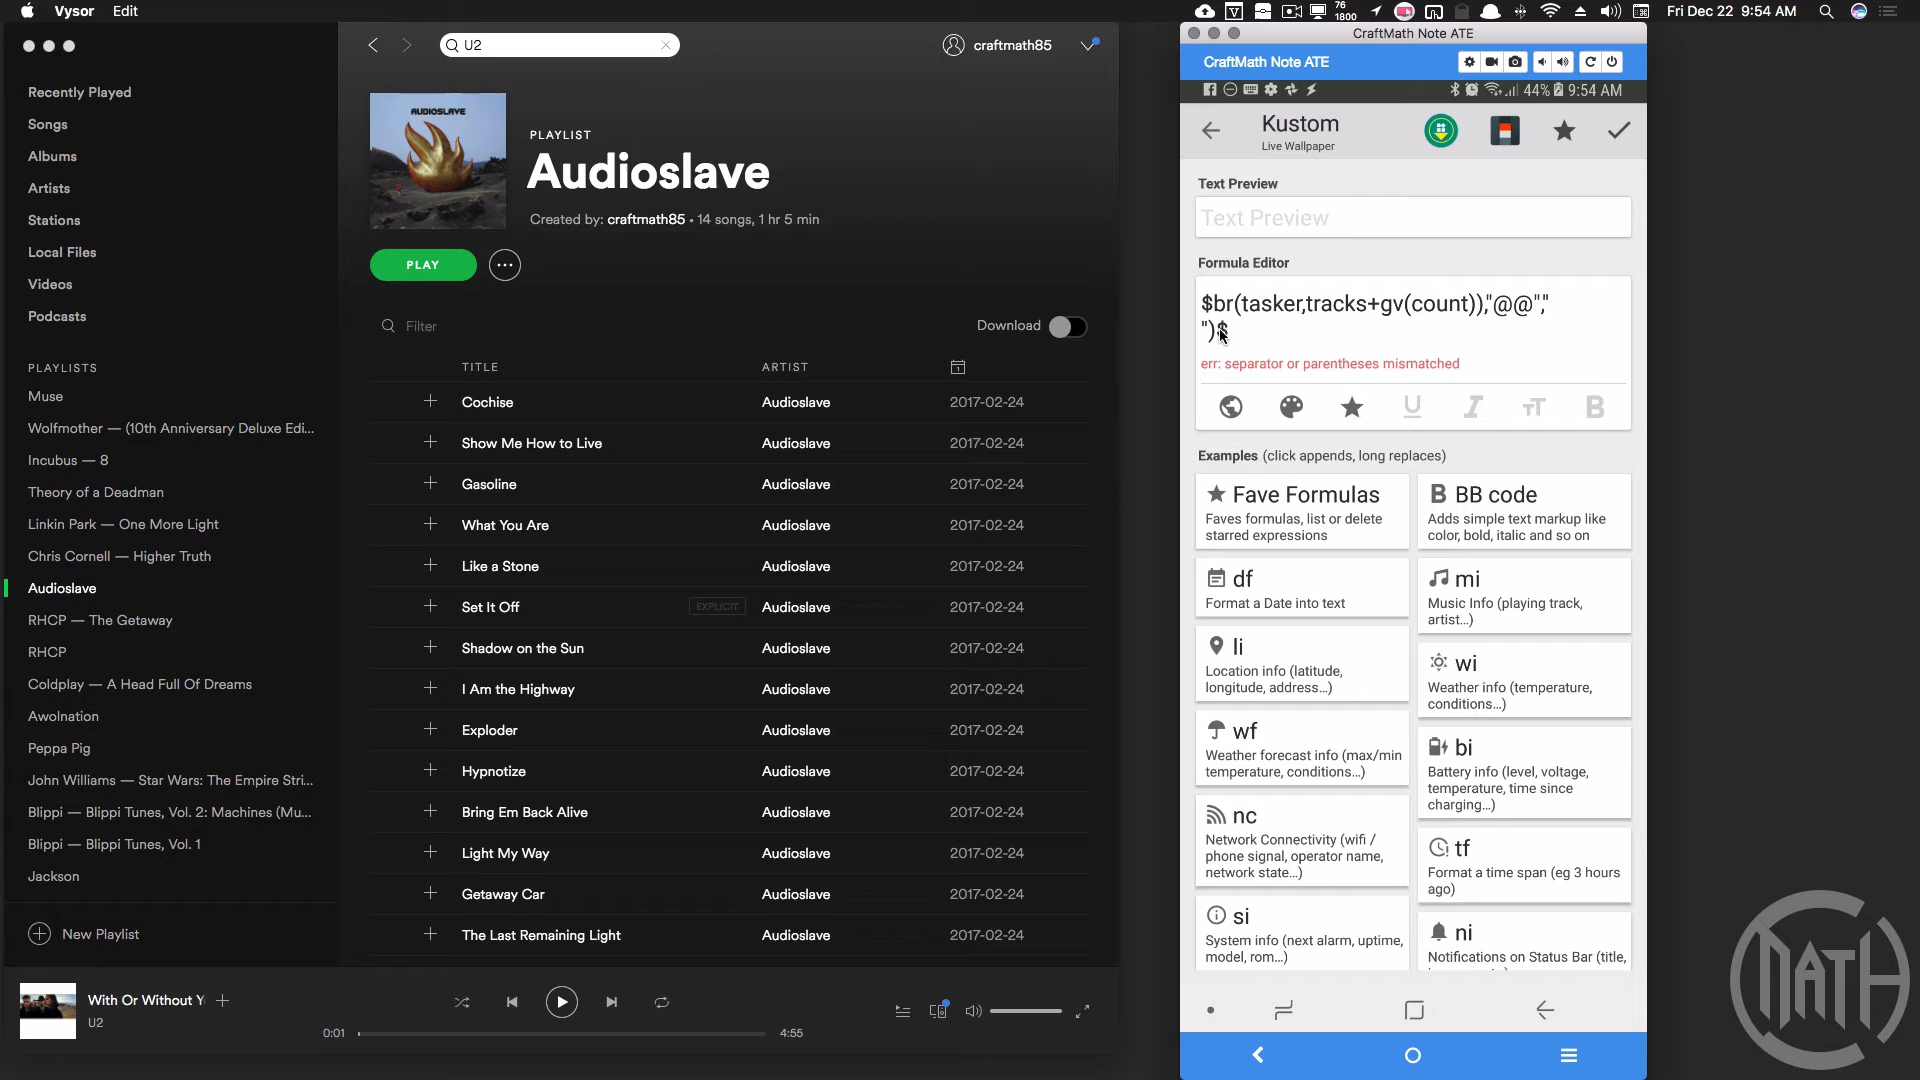 Vysor Edit
76
1800
Fri Dec 22 9:54 AM
U2
craftmath85
Recently Played
Songs
Albums
Artists
Stations
Local Files
Videos
Podcasts
PLAYLISTS
Muse
Wolfmother — (10th Anniversary Deluxe Edi...
Incubus — 8
Theory of a Deadman
Linkin Park — One More Light
Chris Cornell — Higher Truth
Audioslave
RHCP — The Getaway
RHCP
Coldplay — A Head Full Of Dreams
Awolnation
Peppa Pig
John Williams — Star Wars: The Empire Stri...
Blippi — Blippi Tunes, Vol. 2: Machines (Mu...
Blippi — Blippi Tunes, Vol. 1
Jackson
New Playlist
AUDIOSLAVE
PLAYLIST
Audioslave
Created by: craftmath85 • 14 songs, 1 hr 5 min
PLAY
Filter
Download
TITLE ARTIST
Cochise Audioslave 2017-02-24
Show Me How to Live Audioslave 2017-02-24
Gasoline Audioslave 2017-02-24
What You Are Audioslave 2017-02-24
Like a Stone Audioslave 2017-02-24
Set It Off EXPLICIT Audioslave 2017-02-24
Shadow on the Sun Audioslave 2017-02-24
I Am the Highway Audioslave 2017-02-24
Exploder Audioslave 2017-02-24
Hypnotize Audioslave 2017-02-24
Bring Em Back Alive Audioslave 2017-02-24
Light My Way Audioslave 2017-02-24
Getaway Car Audioslave 2017-02-24
The Last Remaining Light Audioslave 2017-02-24
With Or Without Y
U2
0:01
4:55
CraftMath Note ATE
CraftMath Note ATE
44% 9:54 AM
Kustom
Live Wallpaper
Text Preview
Text Preview
Formula Editor
$br(tasker,tracks+gv(count)),"@@","
")$
err: separator or parentheses mismatched
U I TT B
Examples (click appends, long replaces)
Fave Formulas
Faves formulas, list or delete
starred expressions
B BB code
Adds simple text markup like
color, bold, italic and so on
df
Format a Date into text
mi
Music Info (playing track,
artist...)
li
Location info (latitude,
longitude, address...)
wi
Weather info (temperature,
conditions...)
wf
Weather forecast info (max/min
temperature, conditions...)
bi
Battery info (level, voltage,
temperature, time since
charging...)
nc
Network Connectivity (wifi /
phone signal, operator name,
network state...)
tf
Format a time span (eg 3 hours
ago)
si
System info (next alarm, uptime,
model, rom...)
ni
Notifications on Status Bar (title,
MATH